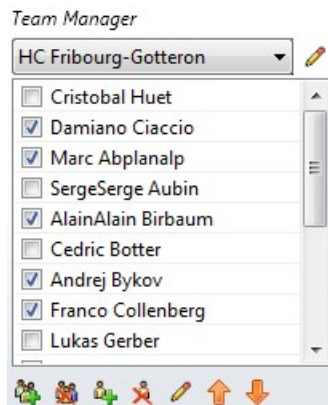 Team Manager
HC Fribourg-Gotteron
Cristobal Huet
Damiano Ciaccio
Marc Abplanalp
SergeSerge Aubin
AlainAlain Birbaum
Cedric Botter
Andrej Bykov
Franco Collenberg
Lukas Gerber